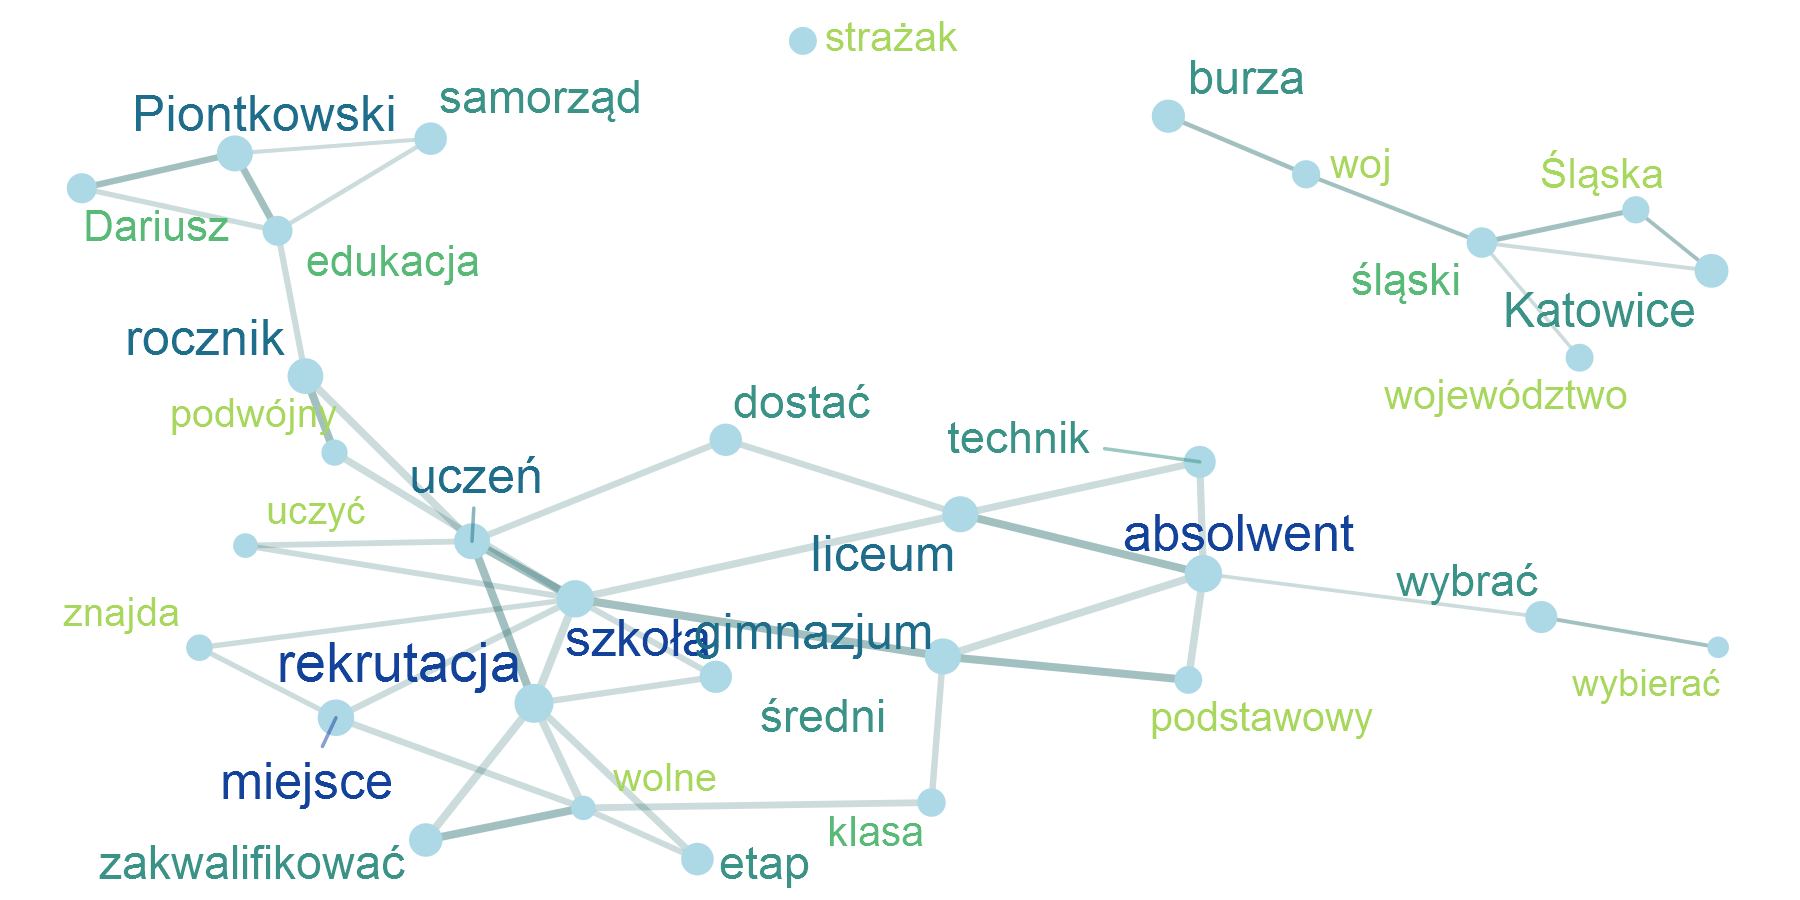 strażak
burza
samorząd
Piontkowski
woj
Śląska
Dariusz
edukacja
śląski
Katowice
rocznik
województwo
dostać
podwójny
technik
uczeń
uczyć
absolwent
liceum
wybrać
znajda
szkoła
gimnazjum
rekrutacja
wybierać
średni
podstawowy
wolne
miejsce
klasa
zakwalifikować
etap